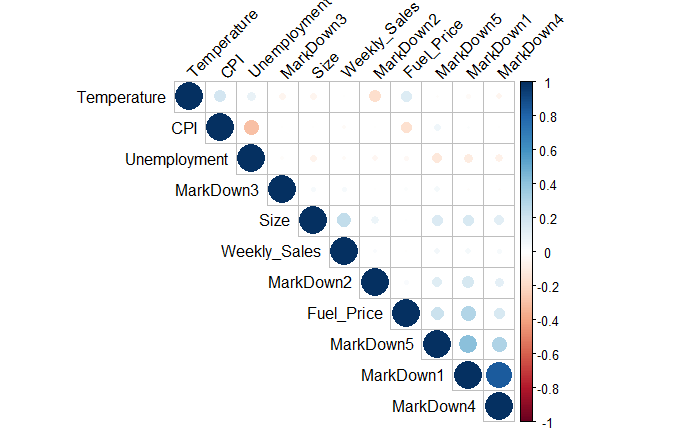 Temperature
CPI
Unemployment
MarkDown3
Size
Weekly_Sales
MarkDown2
Fuel_Price
MarkDown5
MarkDown1
MarkDown4
Temperature
CPI
Unemployment
MarkDown3
Size
Weekly_Sales
MarkDown2
Fuel_Price
MarkDown5
MarkDown1
MarkDown4
1
0.8
0.6
0.4
0.2
0
-0.2
-0.4
-0.6
-0.8
-1